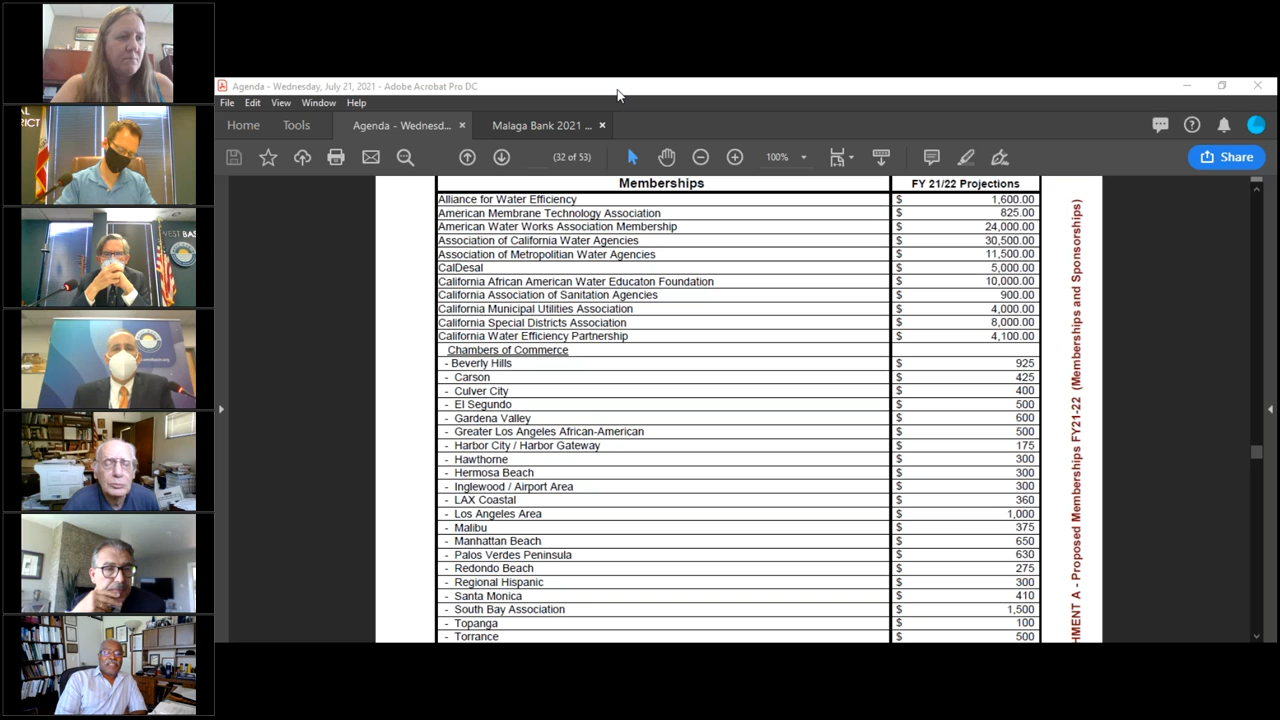 Agenda - Wednesday, July 21, 2021 - Adobe Acrobat Pro DC
File Edit View Window Help
Home Tools Agenda - Wednesd... × Malaga Bank 2021 ... ×
(32 of 53) 100% Share
Memberships FY 21/22 Projections
Alliance for Water Efficiency $ 1,600.00
American Membrane Technology Association $ 825.00
American Water Works Association Membership $ 24,000.00
Association of California Water Agencies $ 30,500.00
Association of Metropolitan Water Agencies $ 11,500.00
CalDesal $ 5,000.00
California African American Water Educaton Foundation $ 10,000.00
California Association of Sanitation Agencies $ 900.00
California Municipal Utilities Association $ 4,000.00
California Special Districts Association $ 8,000.00
California Water Efficiency Partnership $ 4,100.00
Chambers of Commerce
- Beverly Hills $ 925
- Carson $ 425
- Culver City $ 400
- El Segundo $ 500
- Gardena Valley $ 600
- Greater Los Angeles African-American $ 500
- Harbor City / Harbor Gateway $ 175
- Hawthorne $ 300
- Hermosa Beach $ 300
- Inglewood / Airport Area $ 300
- LAX Coastal $ 360
- Los Angeles Area $ 1,000
- Malibu $ 375
- Manhattan Beach $ 650
- Palos Verdes Peninsula $ 630
- Redondo Beach $ 275
- Regional Hispanic $ 300
- Santa Monica $ 410
- South Bay Association $ 1,500
- Topanga $ 100
- Torrance $ 500
HMENT A - Proposed Memberships FY21-22 (Memberships and Sponsorships)
WEST BAS